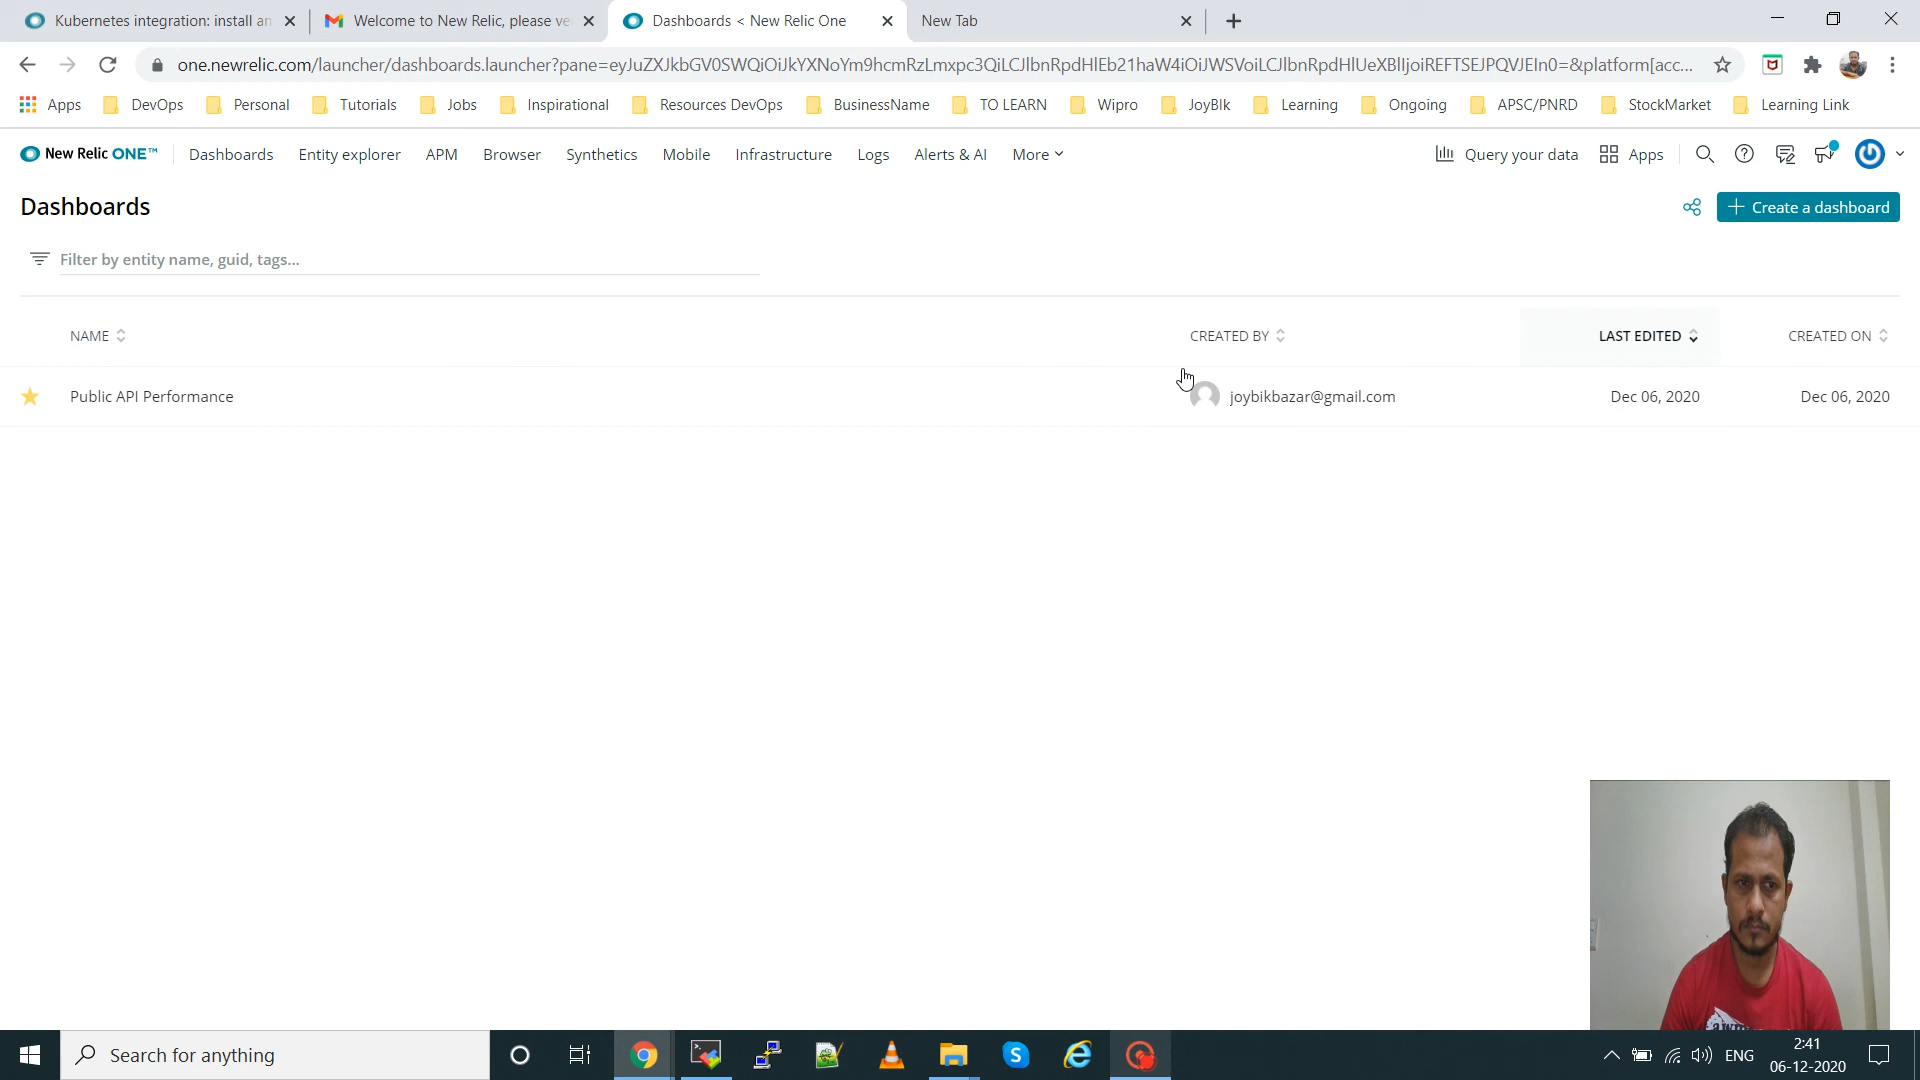 Kubernetes integration: install an
Welcome to New Relic, please ve
Dashboards < New Relic One
New Tab
one.newrelic.com/launcher/dashboards.launcher?pane=eyJuZXJkbGV0SWQiOiJkYXNoYm9hcmRzLmxpc3QiLCJlbnRpdHlEb21haW4iOiJWSVoiLCJlbnRpdHlUeXBlIjoiREFTSEJPQVJEIn0=&platform[acc...
Apps
DevOps
Personal
Tutorials
Jobs
Inspirational
Resources DevOps
BusinessName
TO LEARN
Wipro
JoyBlk
Learning
Ongoing
APSC/PNRD
StockMarket
Learning Link
New Relic ONE™
Dashboards
Entity explorer
APM
Browser
Synthetics
Mobile
Infrastructure
Logs
Alerts & AI
More
Query your data
Apps
Dashboards
+ Create a dashboard
Filter by entity name, guid, tags...
NAME
CREATED BY
LAST EDITED
CREATED ON
Public API Performance
joybikbazar@gmail.com
Dec 06, 2020
Dec 06, 2020
Search for anything
ENG
2:41
06-12-2020